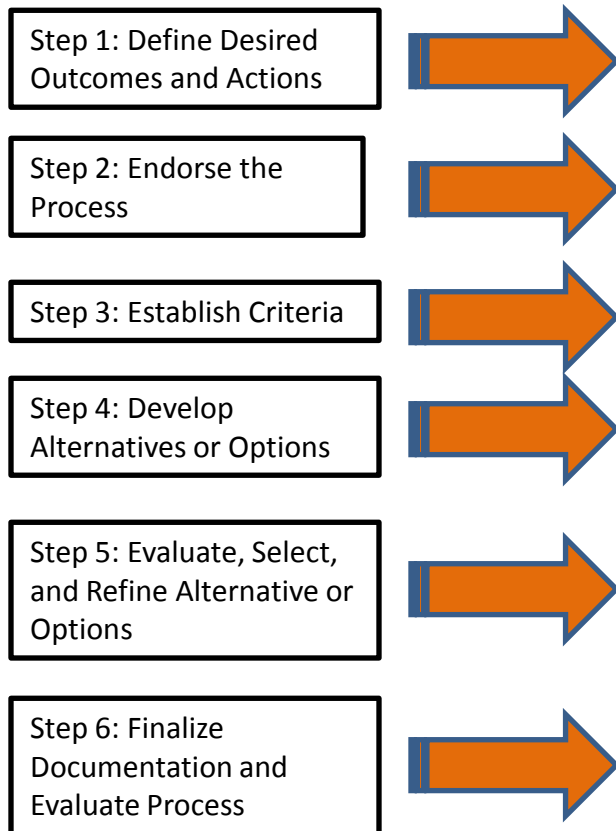 Step 1: Define Desired
Outcomes and Actions
Step 2: Endorse the
Process
Step 3: Establish Criteria
Step 4: Develop
Alternatives or Options
Step 5: Evaluate, Select,
and Refine Alternative or
Options
Step 6: Finalize
Documentation and
Evaluate Process